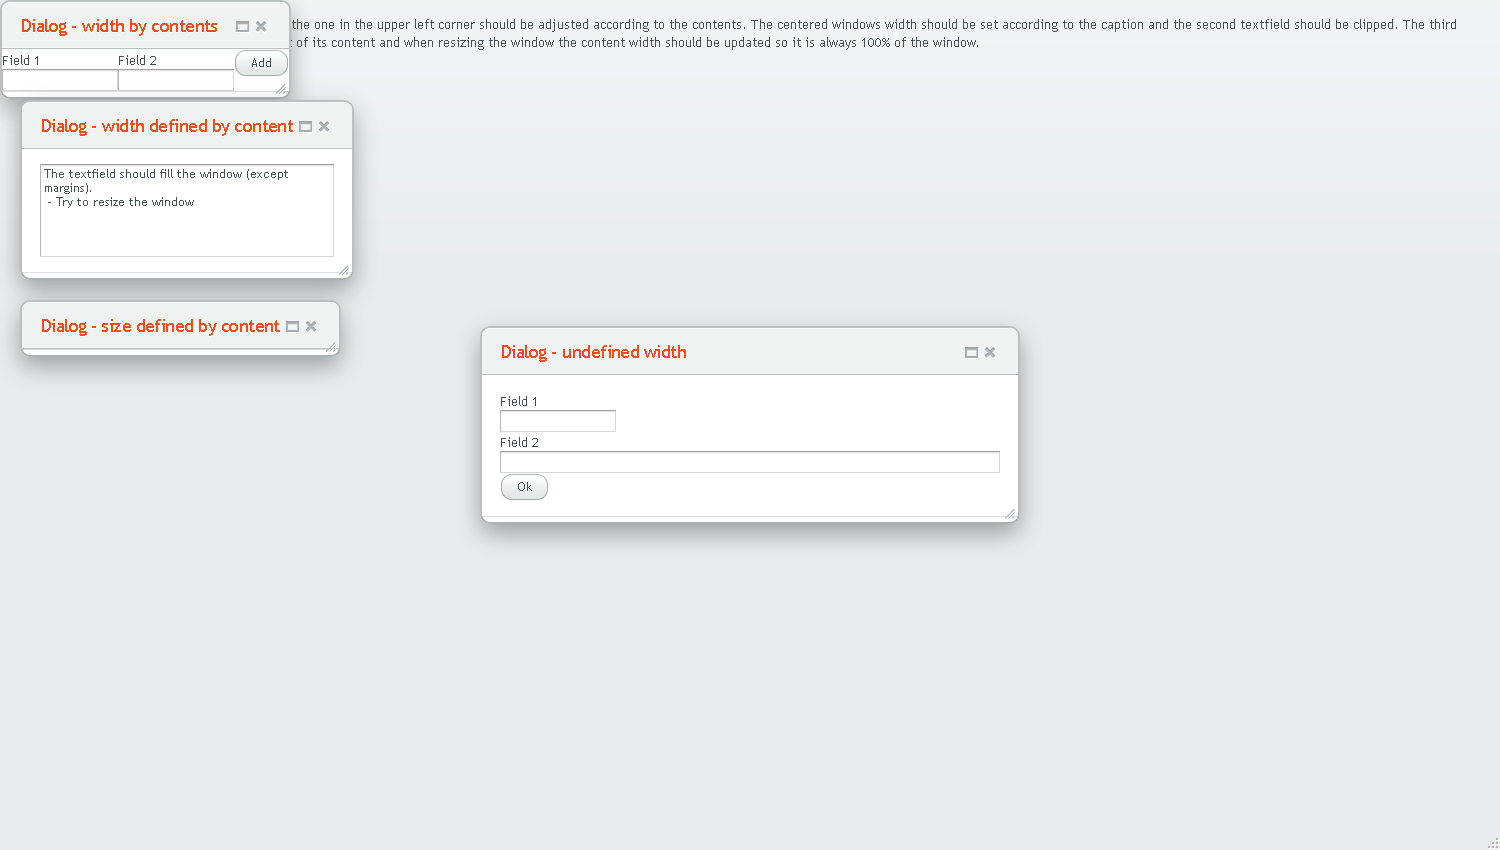 Dialog - width by contents
the one in the upper left corner should be adjusted according to the contents. The centered windows width should be set according to the caption and the second textfield should be clipped. The third
of its content and when resizing the window the content width should be updated so it is always 100% of the window.
Field 1
Field 2
Add
Dialog - width defined by content
The textfield should fill the window (except
margins).
- Try to resize the window
Dialog - size defined by content
Dialog - undefined width
Field 1
Field 2
Ok